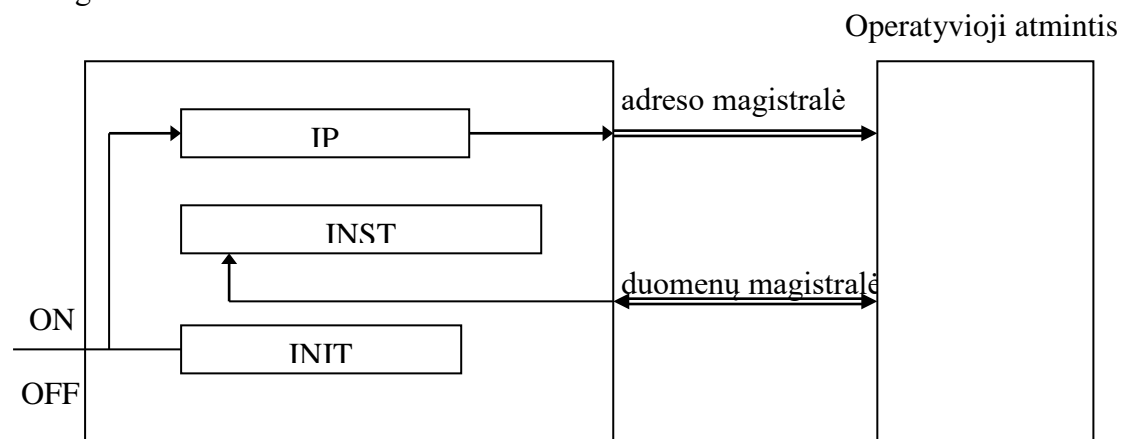 Operatyvioji atmintis
adreso magistralė
IP
INST
duomenų magistralė
ON
INIT
OFF